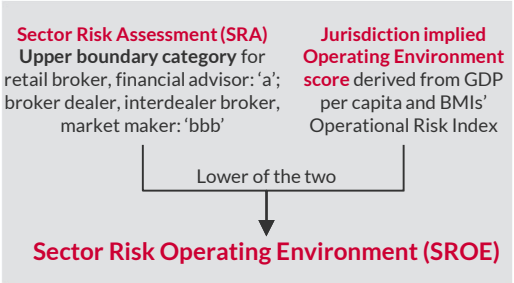 Sector Risk Assessment (SRA)
Upper boundary category for
retail broker, financial advisor: ‘a’;
broker dealer, interdealer broker,
market maker: ‘bbb’
Jurisdiction implied
Operating Environment
score derived from GDP
per capita and BMIs’
Operational Risk Index
Lower of the two
Sector Risk Operating Environment (SROE)